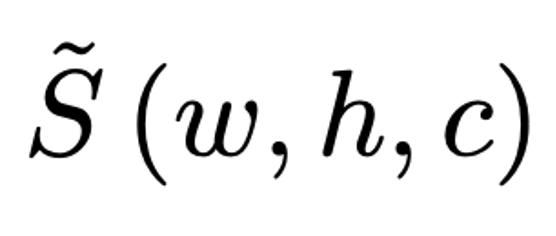 S̃ (w, h, c)